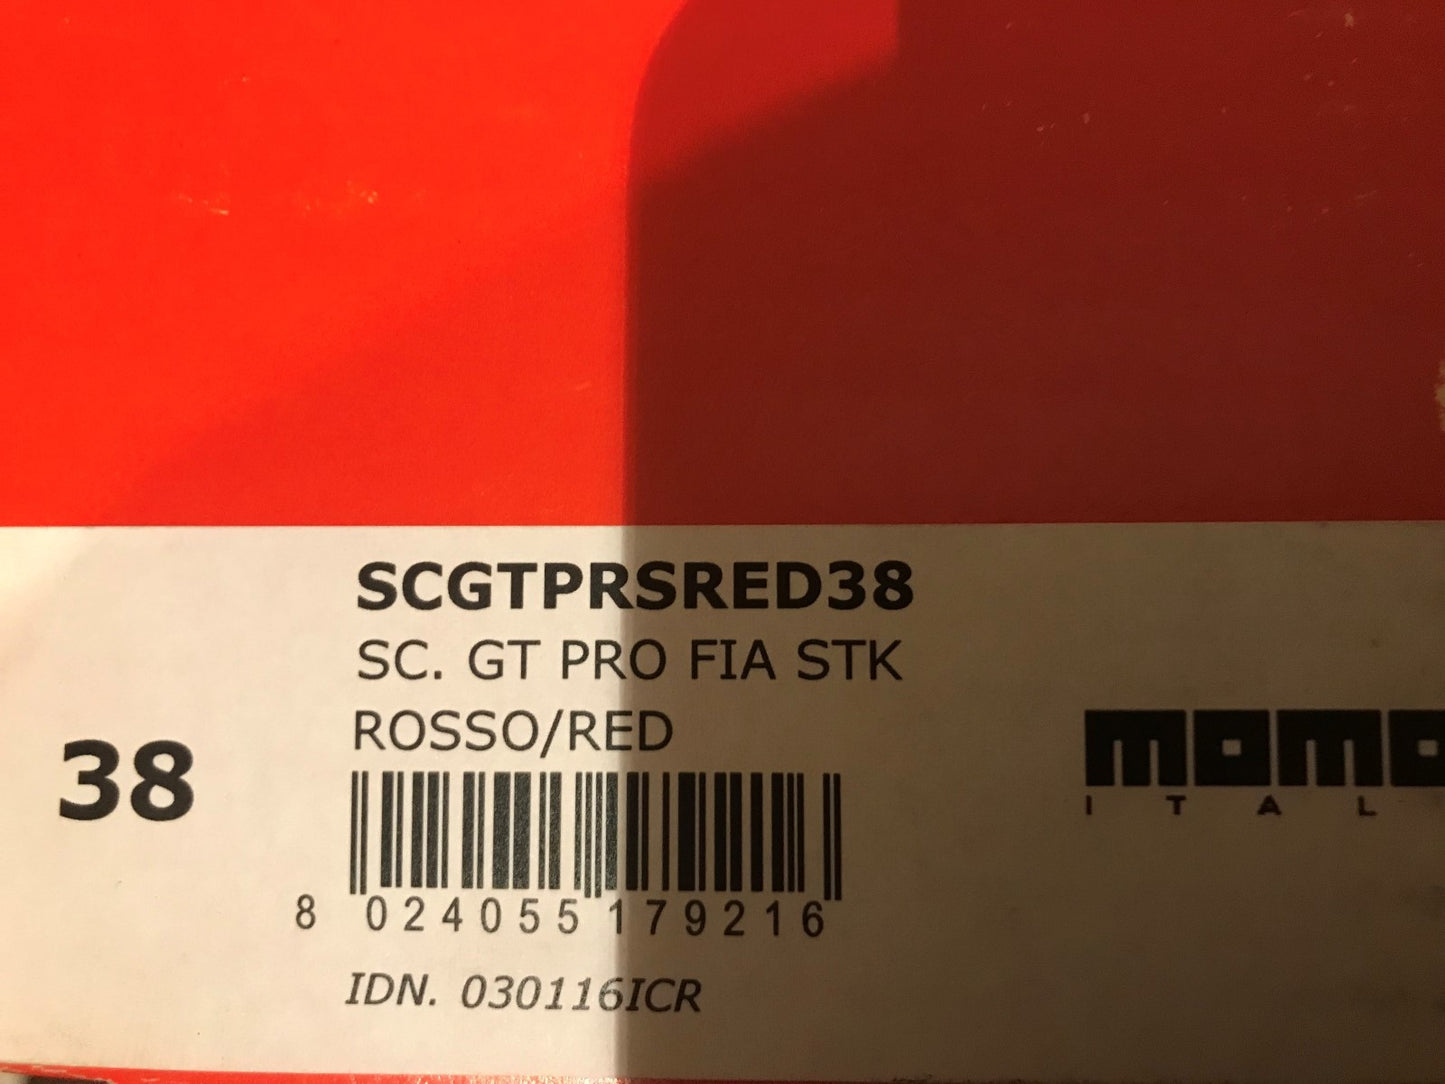 SCGTPRSRED38
SC. GT PRO FIA STK
ROSSO/RED
38
8 024055 179216
IDN. 030116ICR
momo
I T A L